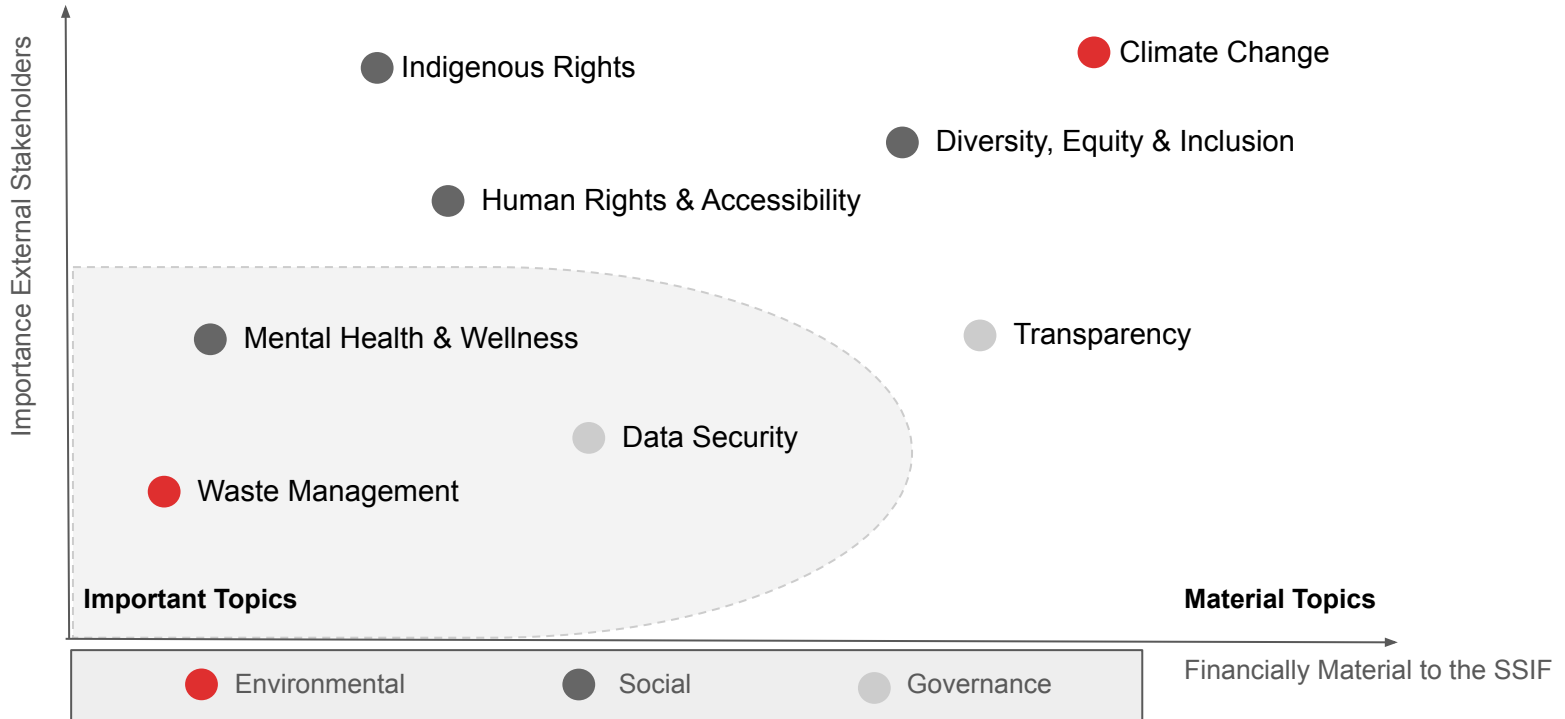 Importance External Stakeholders
Indigenous Rights
Climate Change
Diversity, Equity & Inclusion
Human Rights & Accessibility
Mental Health & Wellness
Transparency
Data Security
Waste Management
Important Topics
Material Topics
Financially Material to the SSIF
Environmental
Social
Governance